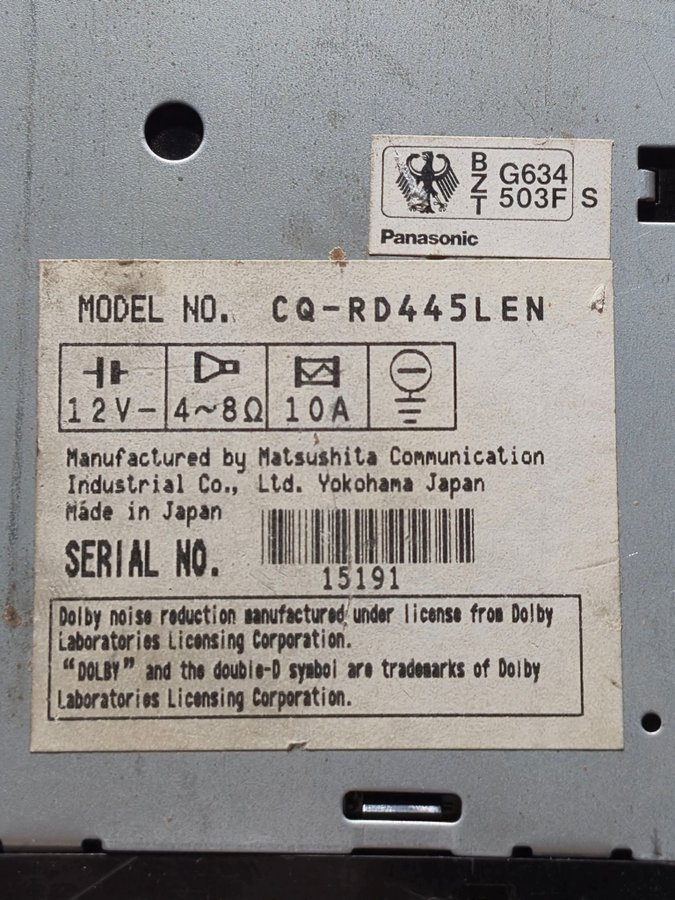 BZT G634 503F S
Panasonic
MODEL NO. CQ-RD445LEN
12V- 4~8Ω 10A
Manufactured by Matsushita Communication
Industrial Co., Ltd. Yokohama Japan
Made in Japan
SERIAL NO.
15191
Dolby noise reduction manufactured under license from Dolby
Laboratories Licensing Corporation.
“DOLBY” and the double-D symbol are trademarks of Dolby
Laboratories Licensing Corporation.